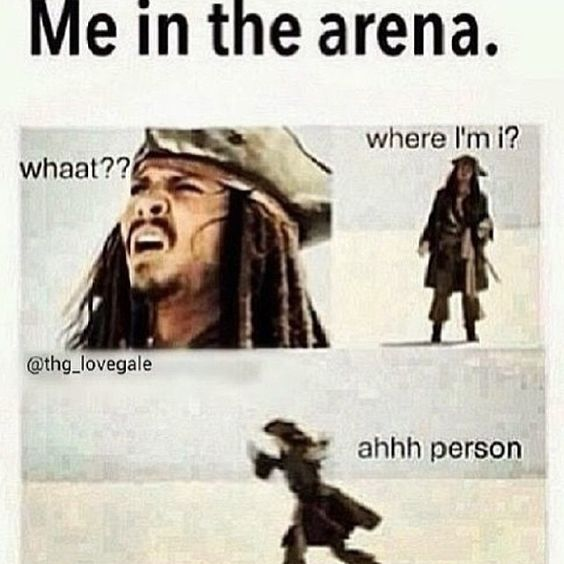 Me in the arena.
whaat??
where I'm i?
@thg_lovegale
ahhh person